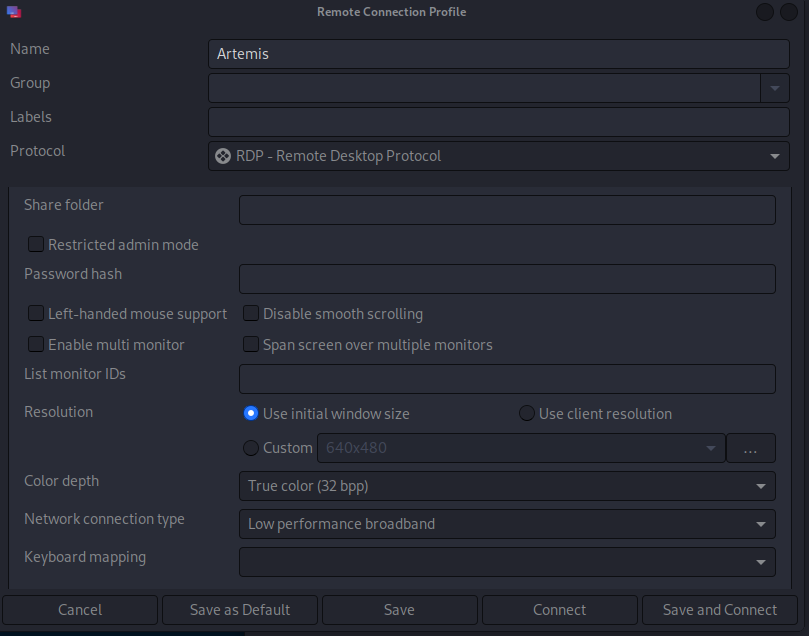 Remote Connection Profile
Name
Artemis
Group
Labels
Protocol
RDP - Remote Desktop Protocol
Share folder
Restricted admin mode
Password hash
Left-handed mouse support
Disable smooth scrolling
Enable multi monitor
Span screen over multiple monitors
List monitor IDs
Resolution
Use initial window size
Use client resolution
Custom
640x480
...
Color depth
True color (32 bpp)
Network connection type
Low performance broadband
Keyboard mapping
Cancel
Save as Default
Save
Connect
Save and Connect